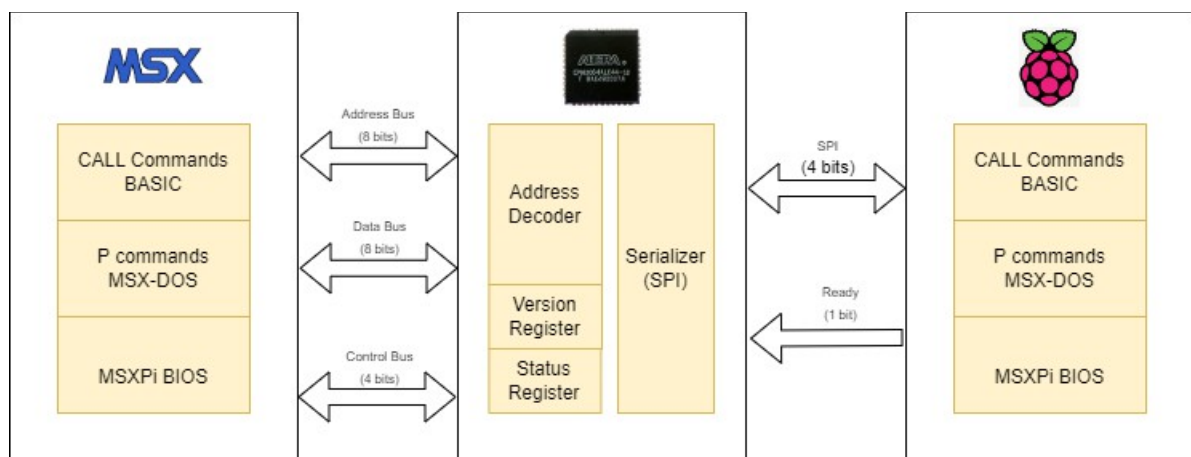 MSX
CALL Commands
BASIC
P commands
MSX-DOS
MSXPi BIOS
Address Bus
(8 bits)
Data Bus
(8 bits)
Control Bus
(4 bits)
ALTERA
Address
Decoder
Version
Register
Status
Register
Serializer
(SPI)
SPI
(4 bits)
Ready
(1 bit)
CALL Commands
BASIC
P commands
MSX-DOS
MSXPi BIOS